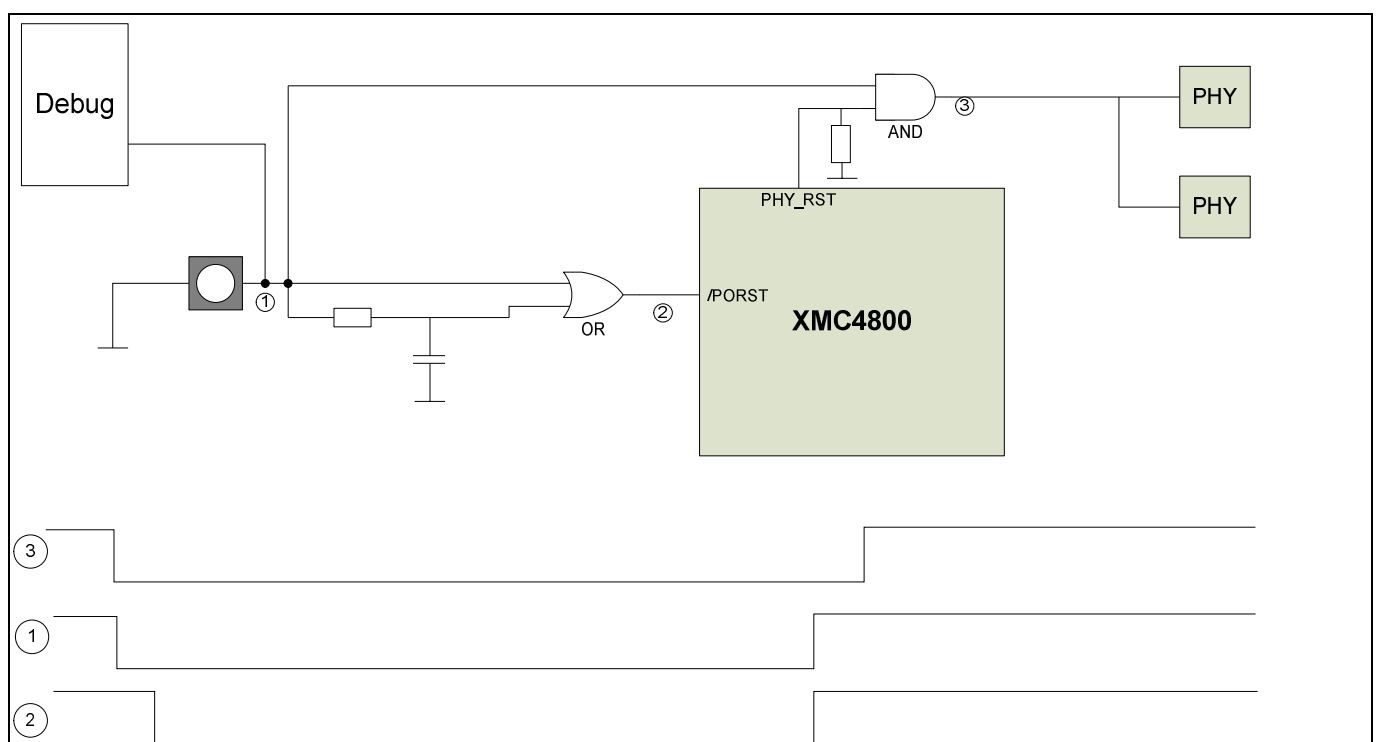 Debug
PHY
3
AND
PHY_RST
PHY
1
OR
2
/PORST
XMC4800
3
1
2